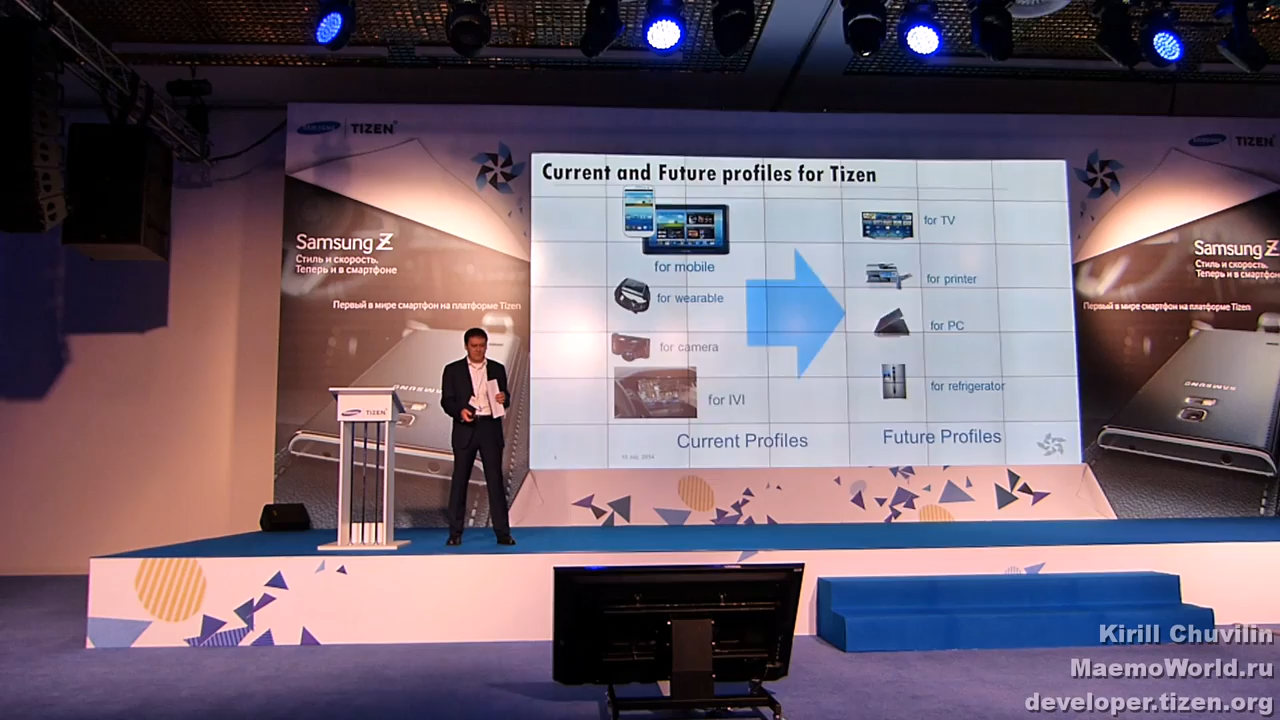 SAMSUNG TIZEN
SAMSUNG TIZEN
Current and Future profiles for Tizen
Samsung Z
Стиль и скорость.
Теперь и в смартфоне
Первый в мире смартфон на платформе Tizen
SAMSUNG
for mobile
for wearable
for camera
for IVI
Current Profiles
for TV
for printer
for PC
for refrigerator
Future Profiles
Samsung Z
Стиль и скорость.
Теперь и в смартфоне
Первый в мире смартфон на платформе Tizen
SAMSUNG
TIZEN
Kirill Chuvilin
MaemoWorld.ru
developer.tizen.org